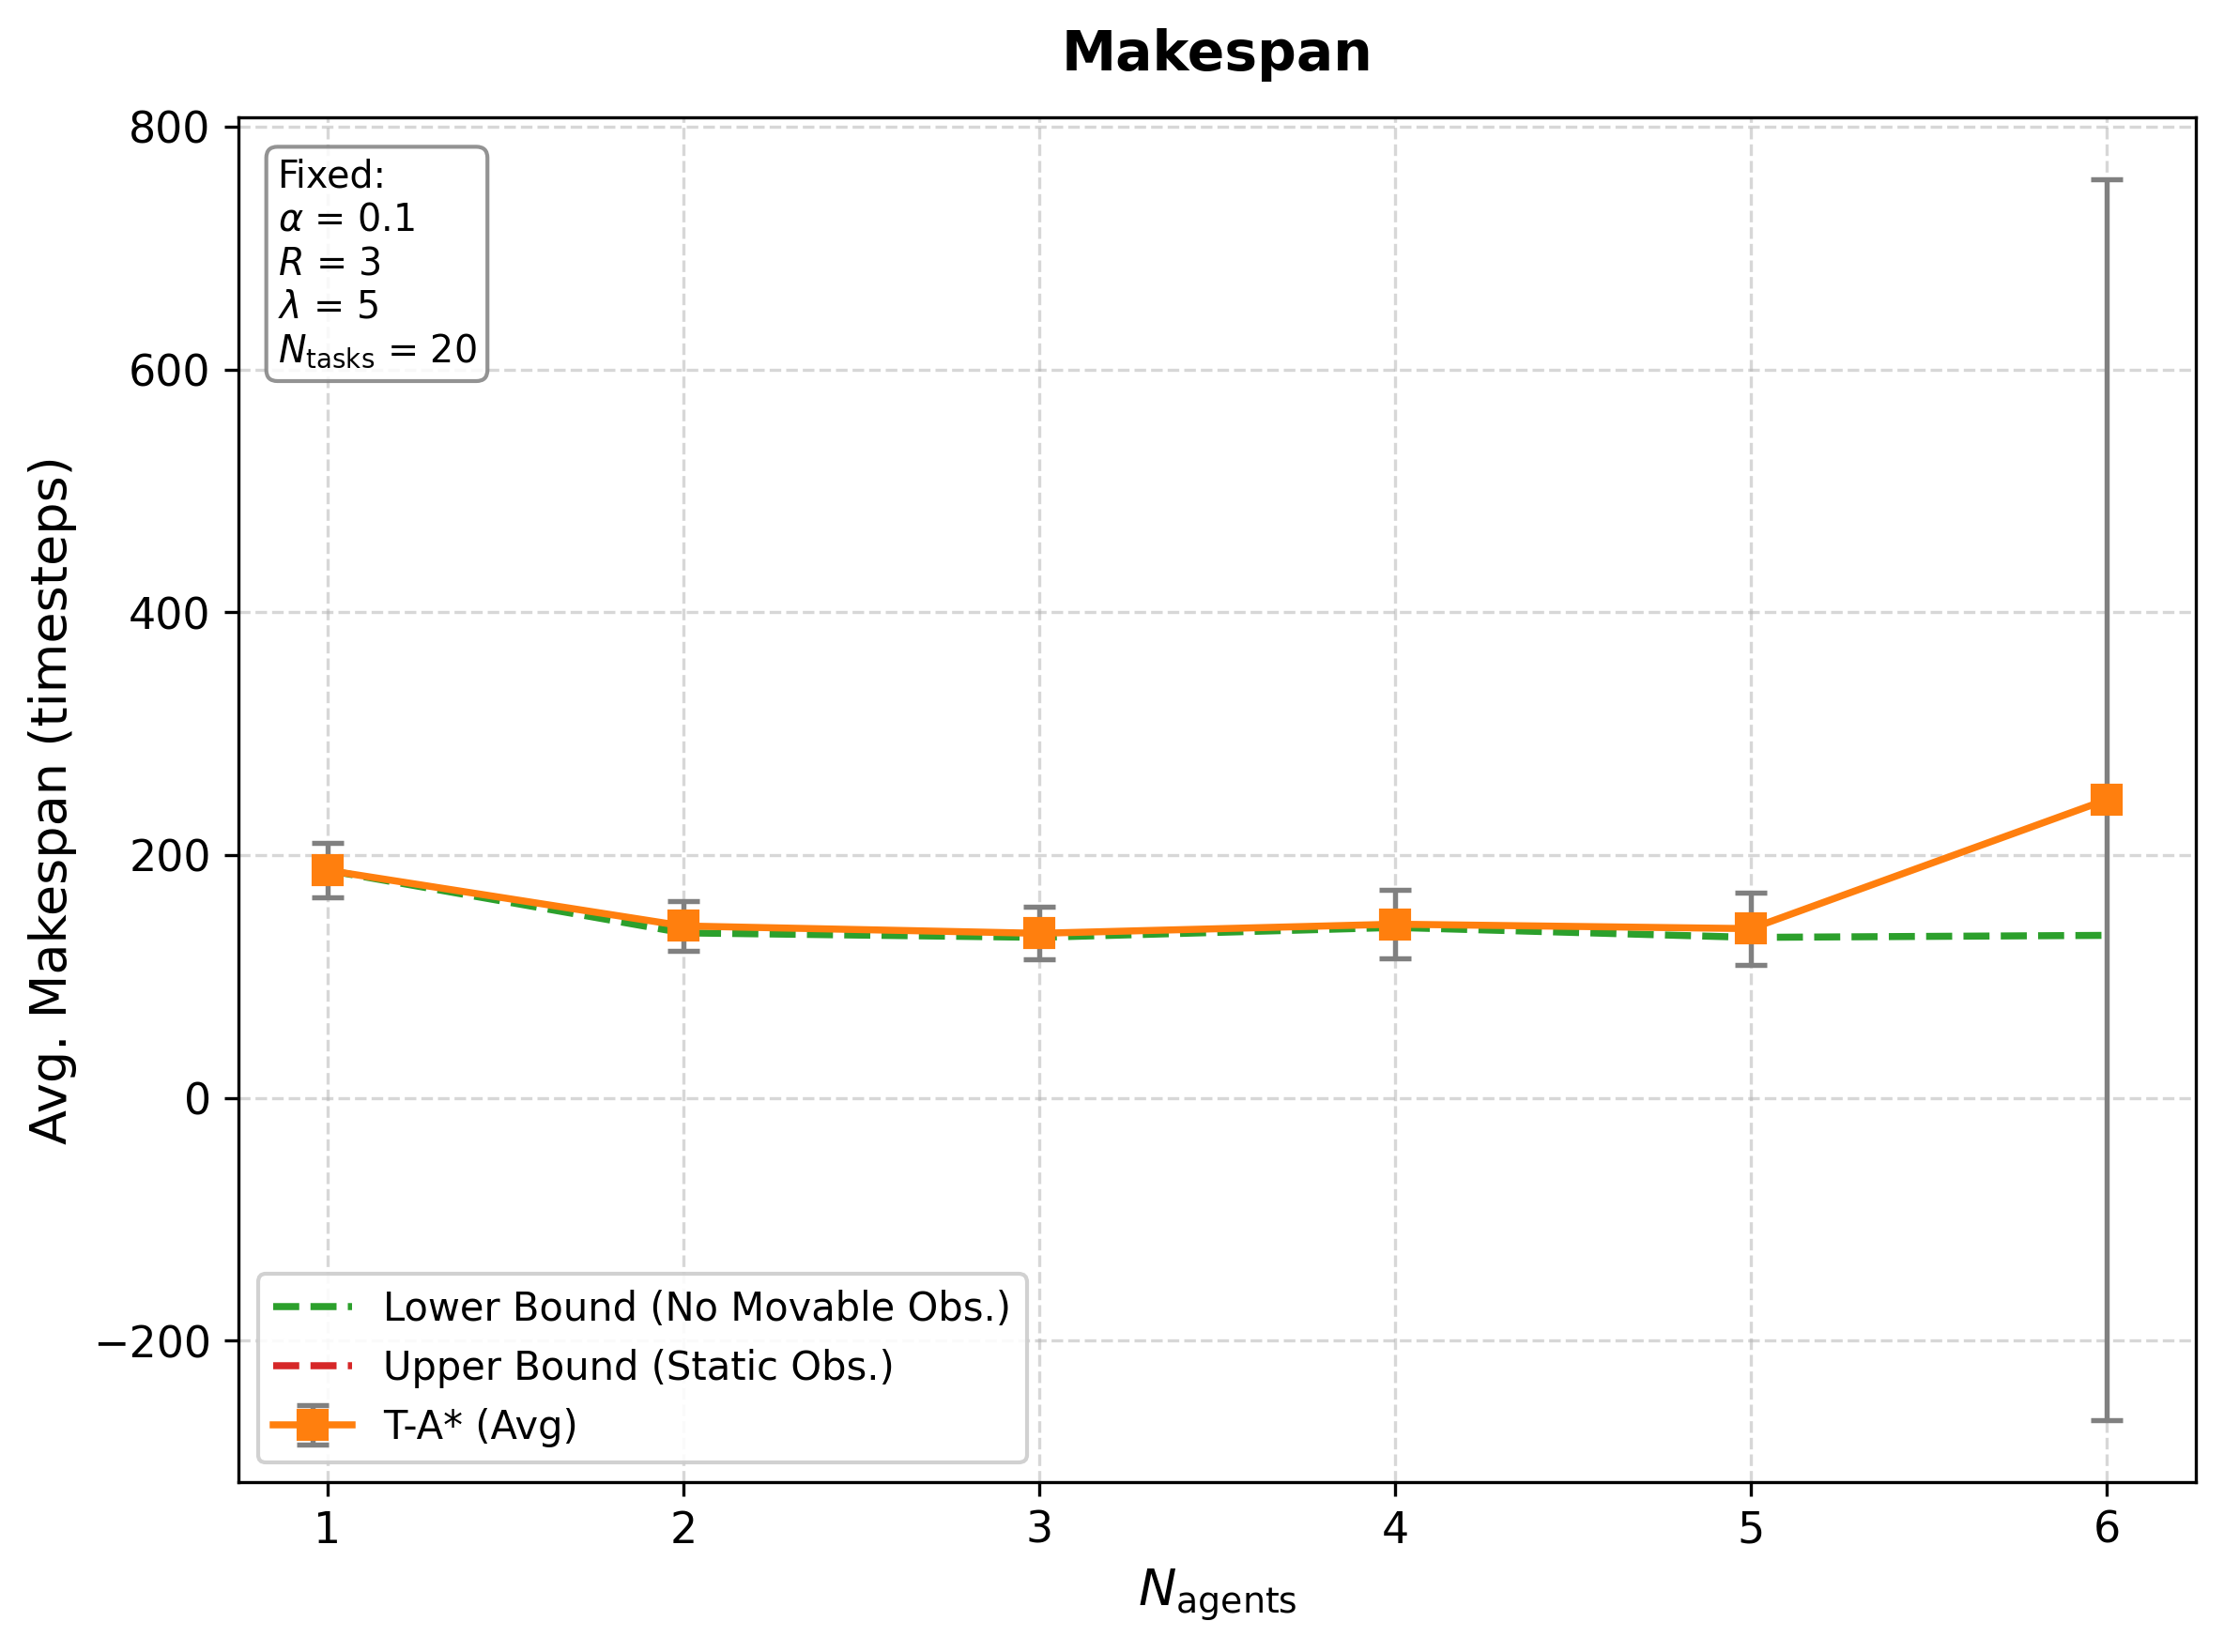 Makespan
800
600
400
200
0
−200
Avg. Makespan (timesteps)
Fixed:
α = 0.1
R = 3
λ = 5
N_tasks = 20
Lower Bound (No Movable Obs.)
Upper Bound (Static Obs.)
T-A* (Avg)
1 2 3 4 5 6
N_agents